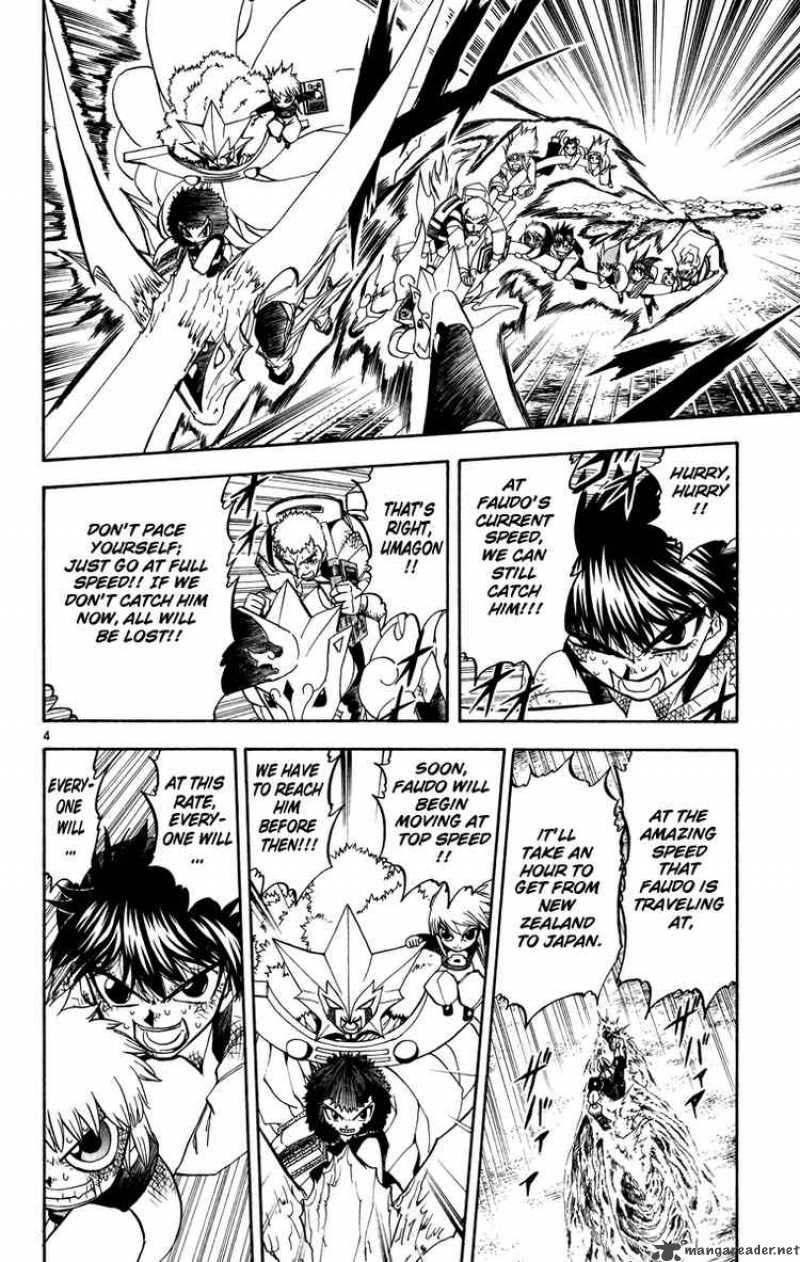 HURRY,
HURRY
!!
AT
FAUDO'S
CURRENT
SPEED,
WE CAN
STILL
CATCH
HIM!!!
THAT'S
RIGHT,
UMAGON
!!
DON'T PACE
YOURSELF;
JUST GO AT FULL
SPEED!! IF WE
DON'T CATCH HIM
NOW, ALL WILL
BE LOST!!
4
AT THE
AMAZING
SPEED
THAT
FAUDO IS
TRAVELING
AT,
IT'LL
TAKE AN
HOUR TO
GET FROM
NEW
ZEALAND
TO JAPAN.
SOON,
FAUDO WILL
BEGIN
MOVING AT
TOP SPEED
!!
WE HAVE
TO REACH
HIM
BEFORE
THEN!!!
AT THIS
RATE,
EVERY-
ONE WILL
...
EVERY-
ONE
WILL
...
mangareader.net